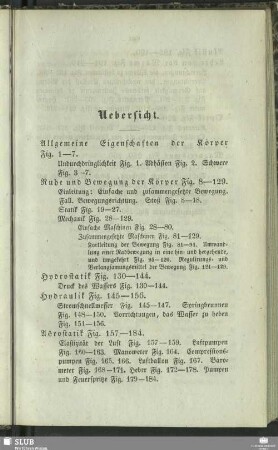 Uebersicht.
Allgemeine Eigenschaften der Körper
Fig. 1—7.
Undurchdringlichkeit Fig. 1. Adhäsion Fig. 2. Schwere
Fig. 3—7.
Ruhe und Bewegung der Körper Fig. 8—129.
Einleitung: Einfache und zusammengesetzte Bewegung.
Fall. Bewegungsrichtung. Stoß Fig. 8—18.
Statik Fig. 19—27.
Mechanik Fig. 28—129.
Einfache Maschinen Fig. 28—80.
Zusammengesetzte Maschinen Fig. 81—129.
Fortleitung der Bewegung Fig. 81—94. Umwand-
lung einer Radbewegung in eine hin- und hergehende,
und umgekehrt Fig. 95—120. Regulirungs- und
Verlangsamungsmittel der Bewegung Fig. 121—129.
Hydrostatik Fig. 130—144.
Druck des Wassers Fig. 130—144.
Hydraulik Fig. 145—156.
Stromschnellmesser Fig. 145—147. Springbrunnen
Fig. 148—150. Vorrichtungen, das Wasser zu heben
Fig. 151—156.
Aërostatik Fig. 157—184.
Elasticität der Luft Fig. 157—159. Luftpumpen
Fig. 160—163. Manometer Fig. 164. Compressions-
pumpen Fig. 165. 166. Luftballon Fig. 167. Baro-
meter Fig. 168—171. Heber Fig. 172—178. Pumpen
und Feuerspritze Fig. 179—184.
SLUB